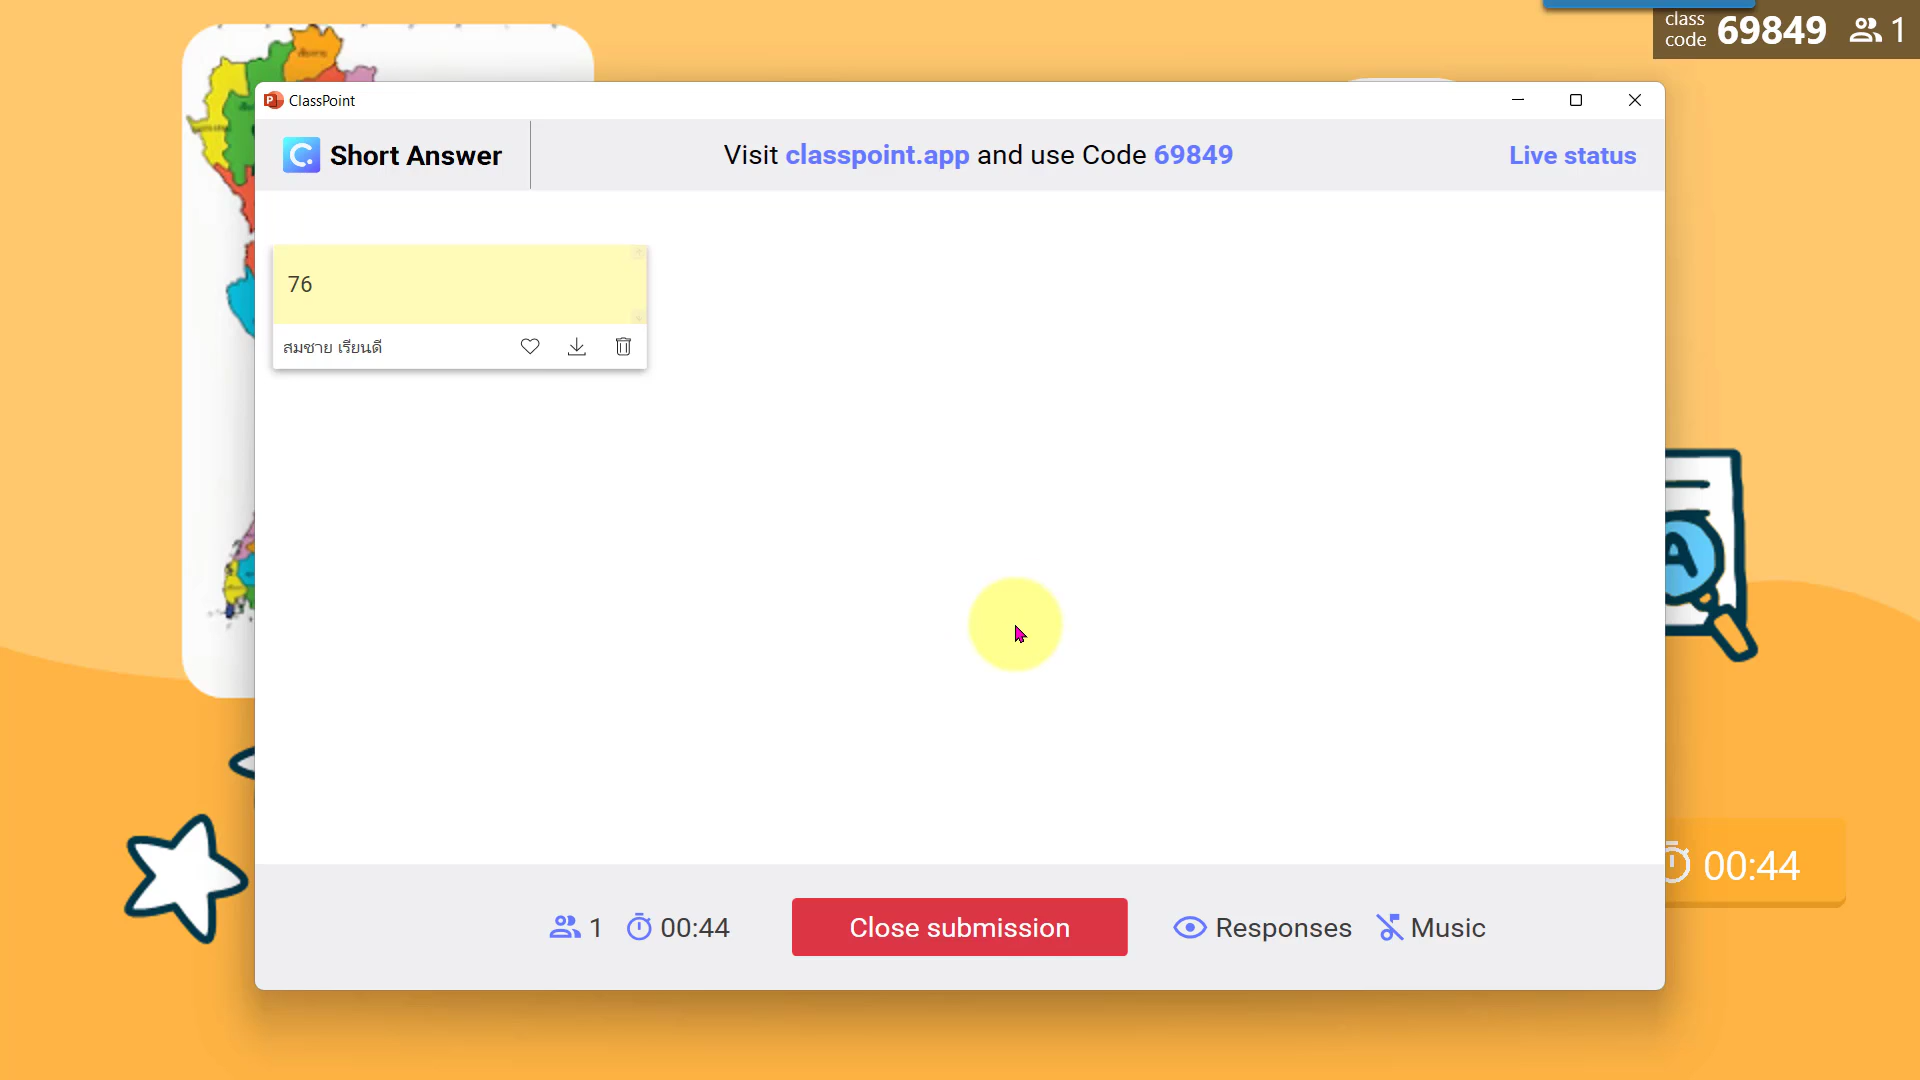 class
code 69849 1
ClassPoint
Short Answer
Visit classpoint.app and use Code 69849
Live status
76
สมชาย เรียนดี
A
00:44
1 00:44
Close submission
Responses
Music